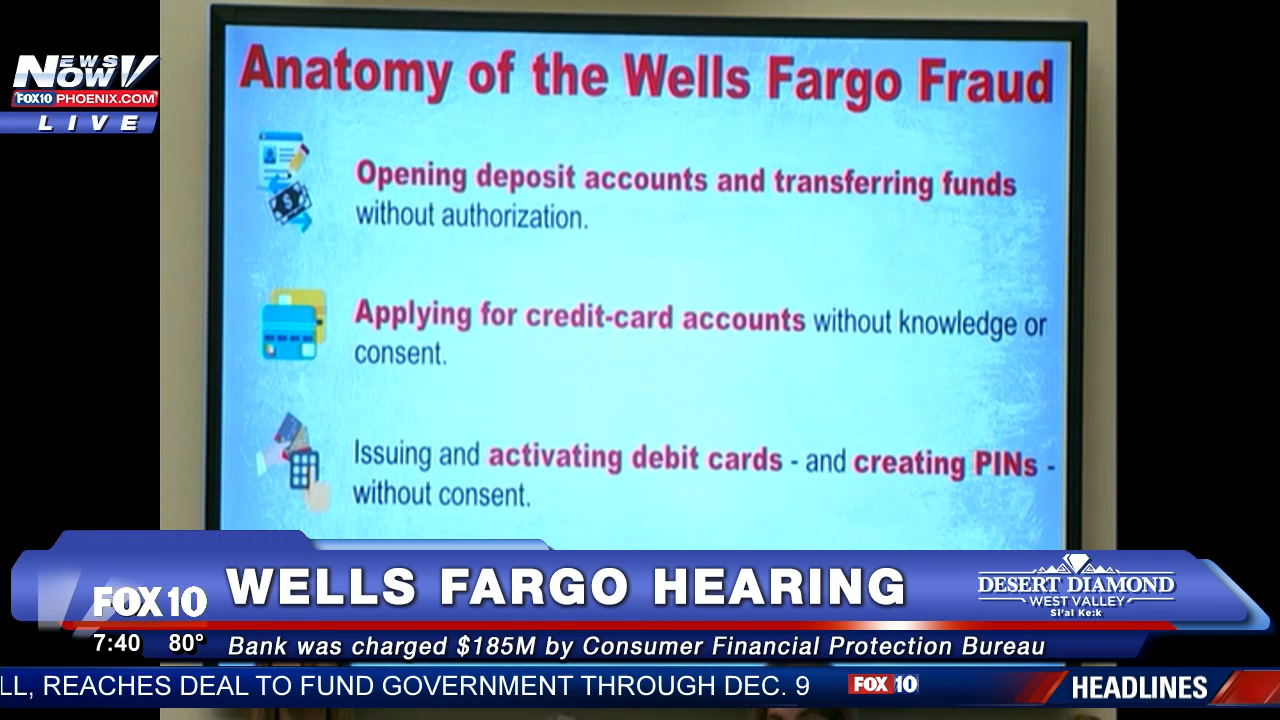 NEWS
NOW
FOX10 PHOENIX.COM
LIVE
Anatomy of the Wells Fargo Fraud
Opening deposit accounts and transferring funds
without authorization.
Applying for credit-card accounts without knowledge or
consent.
Issuing and activating debit cards - and creating PINs -
without consent.
FOX 10
WELLS FARGO HEARING
DESERT DIAMOND
WEST VALLEY
Si'al Ke:k
7:40 80° Bank was charged $185M by Consumer Financial Protection Bureau
LL, REACHES DEAL TO FUND GOVERNMENT THROUGH DEC. 9 FOX 10 HEADLINES